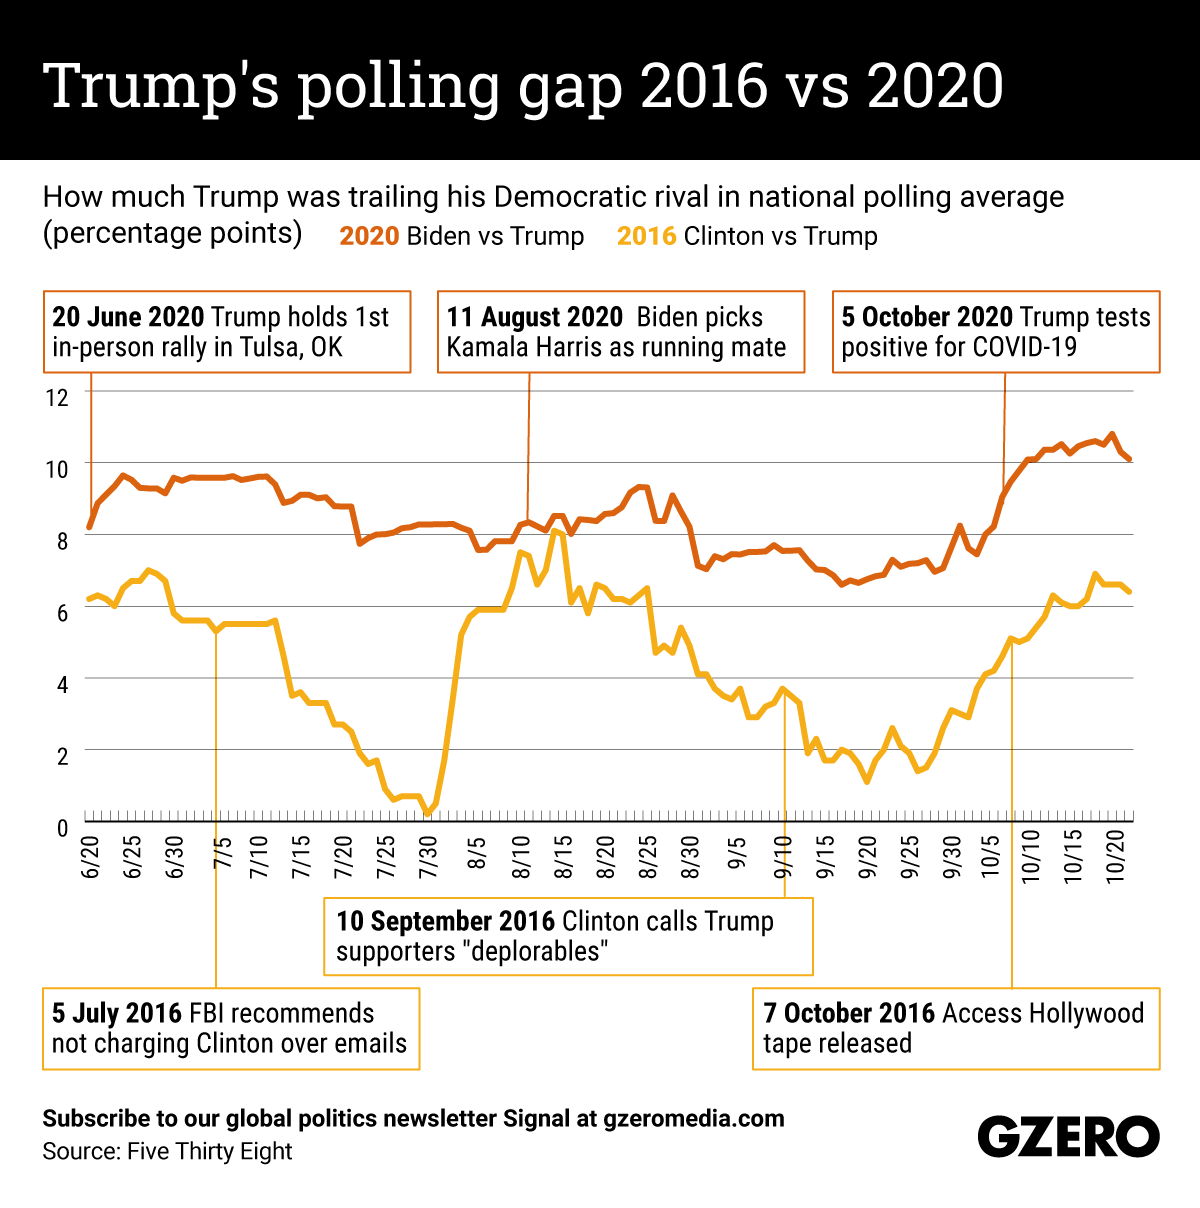 Trump's polling gap 2016 vs 2020
How much Trump was trailing his Democratic rival in national polling average
(percentage points) 2020 Biden vs Trump 2016 Clinton vs Trump
20 June 2020 Trump holds 1st
in-person rally in Tulsa, OK
11 August 2020 Biden picks
Kamala Harris as running mate
5 October 2020 Trump tests
positive for COVID-19
12
10
8
6
4
2
0
6/20
6/25
6/30
7/5
7/10
7/15
7/20
7/25
7/30
8/5
8/10
8/15
8/20
8/25
8/30
9/5
9/10
9/15
9/20
9/25
9/30
10/5
10/10
10/15
10/20
10 September 2016 Clinton calls Trump
supporters "deplorables"
5 July 2016 FBI recommends
not charging Clinton over emails
7 October 2016 Access Hollywood
tape released
Subscribe to our global politics newsletter Signal at gzeromedia.com
Source: Five Thirty Eight
GZERO